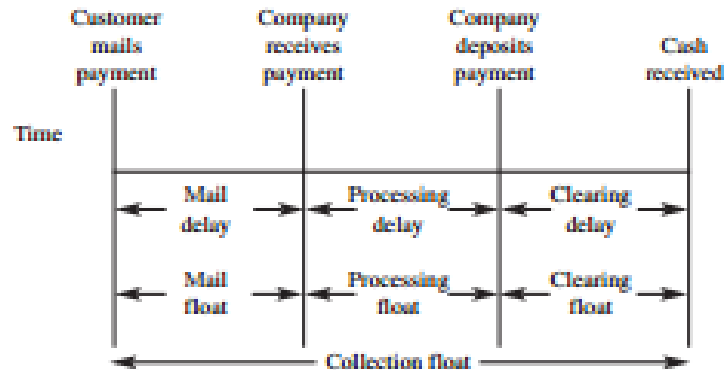 Customer
mails
payment
Company
receives
payment
Company
deposits
payment
Cash
received
Time
Mail
delay
Processing
delay
Clearing
delay
Mail
float
Processing
float
Clearing
float
Collection float